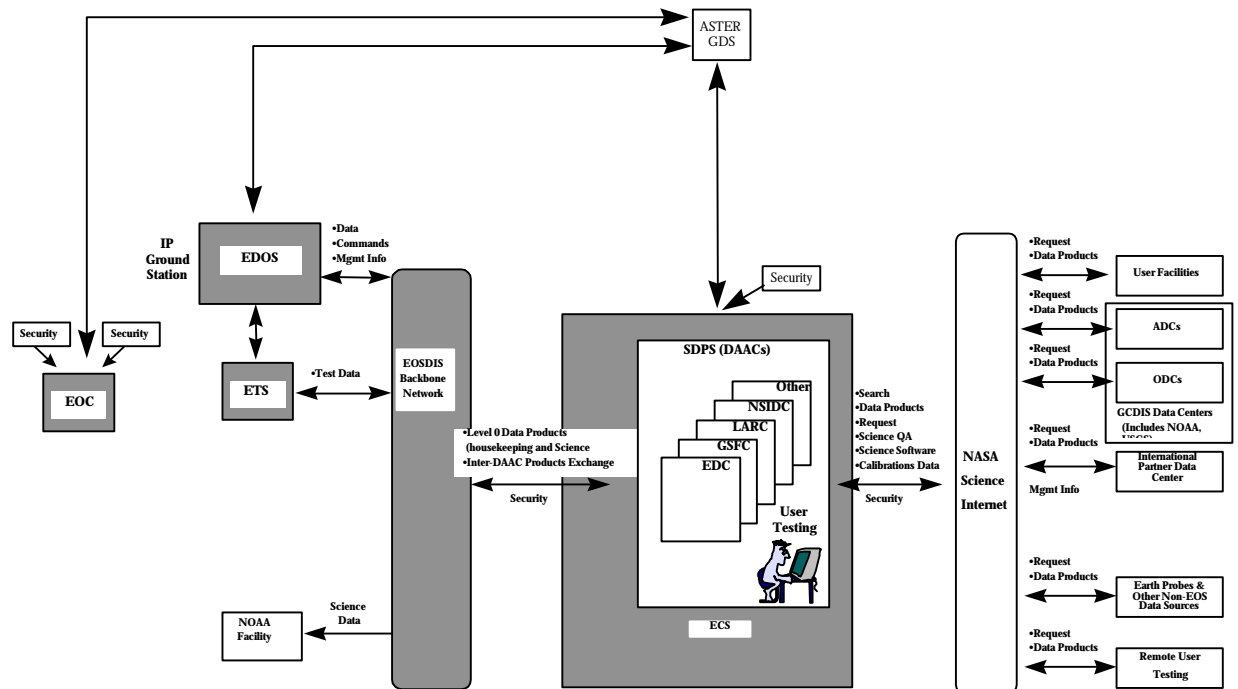 ASTER
GDS
IP
Ground
Station
EDOS
•Data
•Commands
•Mgmt Info
Security
Security
EOC
ETS
•Test Data
EOSDIS
Backbone
Network
•Level 0 Data Products
(housekeeping and Science
•Inter-DAAC Products Exchange
Security
NOAA
Facility
Science
Data
Security
SDPS (DAACs)
Other
NSIDC
LARC
GSFC
EDC
User
Testing
ECS
•Search
•Data Products
•Request
•Science QA
•Science Software
•Calibrations Data
Security
NASA
Science
Internet
•Request
•Data Products
User Facilities
•Request
•Data Products
ADCs
•Request
•Data Products
ODCs
GCDIS Data Centers
(Includes NOAA,
USGS)
•Request
•Data Products
Mgmt Info
International
Partner Data
Center
•Request
•Data Products
Earth Probes &
Other Non-EOS
Data Sources
•Request
•Data Products
Remote User
Testing